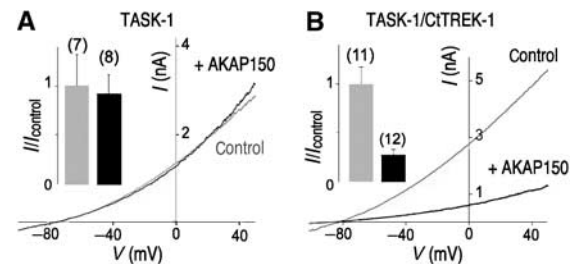 A TASK-1
(7)
(8)
1
0
I/Icontrol
4
I (nA)
2
+ AKAP150
Control
−80
−40
0
40
V (mV)
B TASK-1/CtTREK-1
(11)
(12)
1
0
I/Icontrol
I (nA)
5
3
1
Control
+ AKAP150
−80
−40
0
40
V (mV)